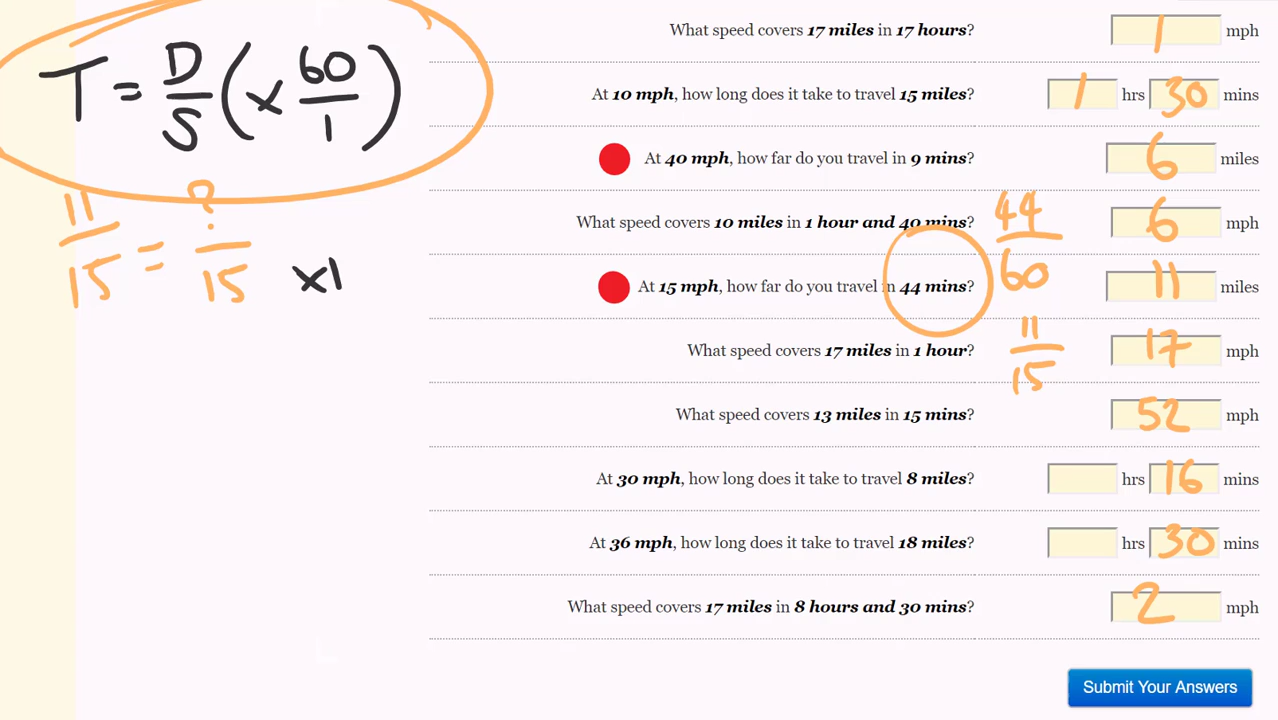 T = D/S (x 60/1)
11/15 = ?/15 x1
What speed covers 17 miles in 17 hours? 1 mph
At 10 mph, how long does it take to travel 15 miles? 1 hrs 30 mins
At 40 mph, how far do you travel in 9 mins? 6 miles
What speed covers 10 miles in 1 hour and 40 mins? 6 mph
44/60
At 15 mph, how far do you travel in 44 mins? 11 miles
11/15
What speed covers 17 miles in 1 hour? 17 mph
What speed covers 13 miles in 15 mins? 52 mph
At 30 mph, how long does it take to travel 8 miles? hrs 16 mins
At 36 mph, how long does it take to travel 18 miles? hrs 30 mins
What speed covers 17 miles in 8 hours and 30 mins? 2 mph
Submit Your Answers